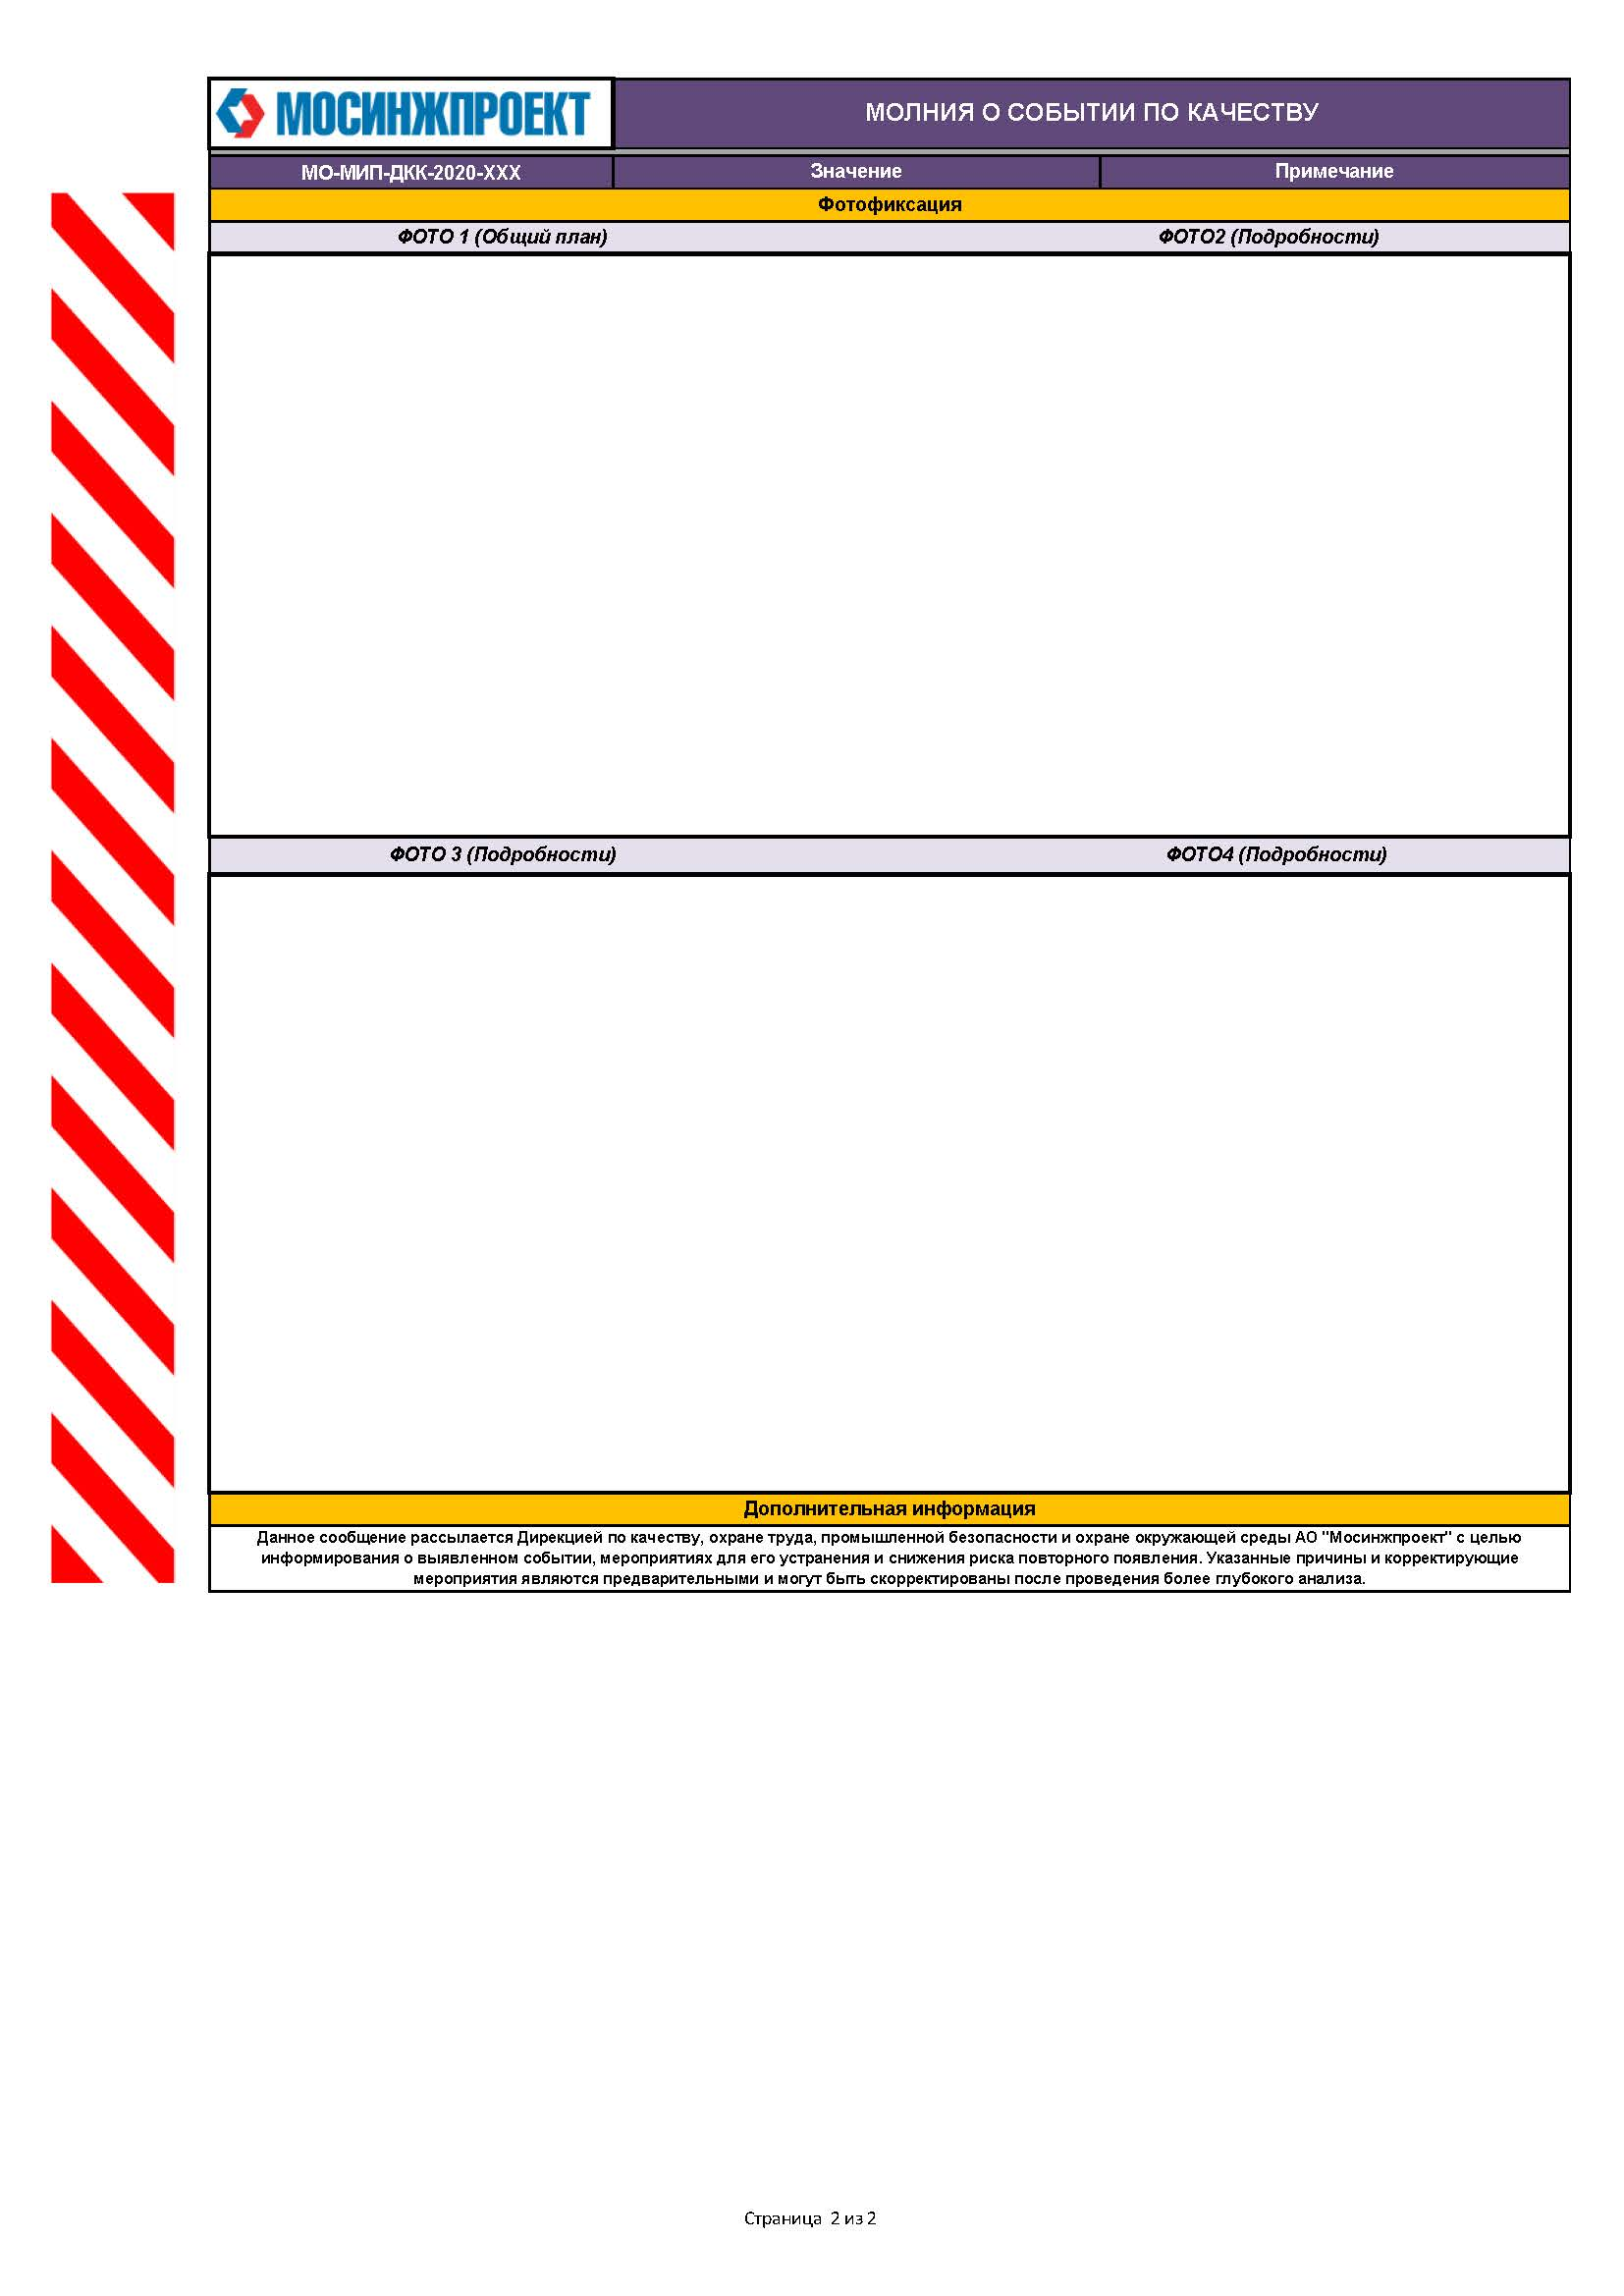 МОСИНЖПРОЕКТ
МОЛНИЯ О СОБЫТИИ ПО КАЧЕСТВУ
МО-МИП-ДКК-2020-ХХХ Значение Примечание
Фотофиксация
ФОТО 1 (Общий план) ФОТО2 (Подробности)
ФОТО 3 (Подробности) ФОТО4 (Подробности)
Дополнительная информация
Данное сообщение рассылается Дирекцией по качеству, охране труда, промышленной безопасности и охране окружающей среды АО "Мосинжпроект" с целью
информирования о выявленном событии, мероприятиях для его устранения и снижения риска повторного появления. Указанные причины и корректирующие
мероприятия являются предварительными и могут быть скорректированы после проведения более глубокого анализа.
Страница 2 из 2